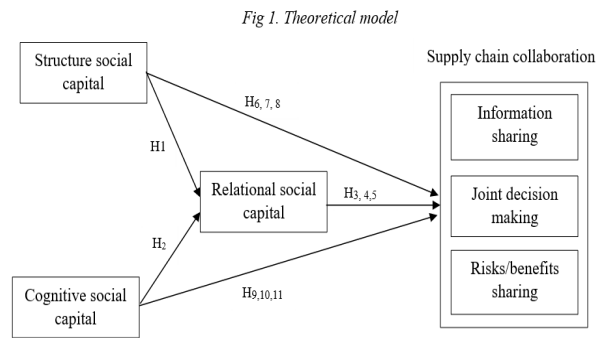 Fig 1. Theoretical model
Structure social
capital
Supply chain collaboration
Information
sharing
H6, 7, 8
H1
Relational social
capital
H3, 4,5
Joint decision
making
H2
Risks/benefits
sharing
Cognitive social
capital
H9,10,11